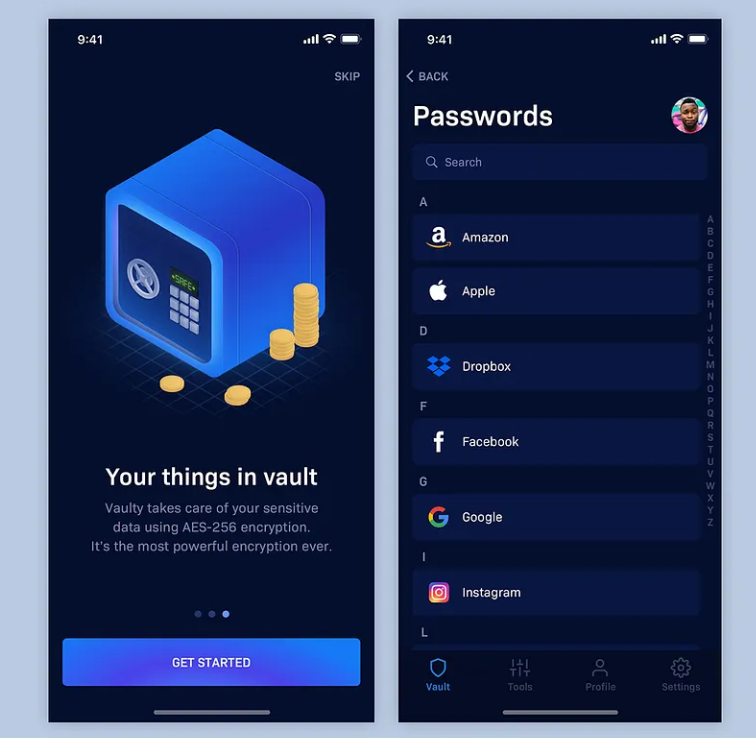 9:41
SKIP
SAFE
Your things in vault
Vaulty takes care of your sensitive
data using AES-256 encryption.
It's the most powerful encryption ever.
GET STARTED
9:41
BACK
Passwords
Search
A
Amazon
Apple
D
Dropbox
F
Facebook
G
Google
I
Instagram
L
A
B
C
D
E
F
G
H
I
J
K
L
M
N
O
P
Q
R
S
T
U
V
W
X
Y
Z
Vault
Tools
Profile
Settings